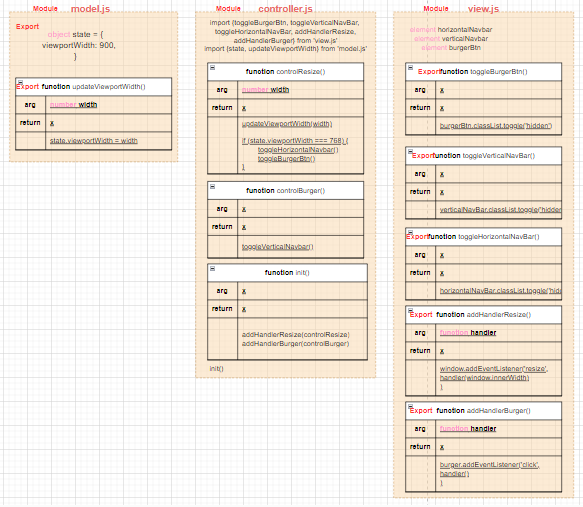 Module model.js
Export
object state = {
viewportWidth: 900,
}
Export function updateViewportWidth()
arg number width
return x
state.viewportWidth = width
Module controller.js
import {toggleBurgerBtn, toggleVerticalNavBar,
toggleHorizontalNavBar, addHandlerResize,
addHandlerBurger} from 'view.js'
import {state, updateViewportWidth} from 'model.js'
function controlResize()
arg number width
return x
updateViewportWidth(width)
if (state.viewportWidth === 768) {
toggleHorizontalNavbar()
toggleBurgerBtn()
}
function controlBurger()
arg x
return x
toggleVerticalNavbar()
function init()
arg x
return x
addHandlerResize(controlResize)
addHandlerBurger(controlBurger)
init()
Module view.js
element horizontalNavbar
element verticalNavbar
element burgerBtn
Export function toggleBurgerBtn()
arg x
return x
burgerBtn.classList.toggle('hidden')
Export function toggleVerticalNavBar()
arg x
return x
verticalNavBar.classList.toggle('hidden
Export function toggleHorizontalNavBar()
arg x
return x
horizontalNavBar.classList.toggle('hid
Export function addHandlerResize()
arg function handler
return x
window.addEventListener('resize',
handler(window.innerWidth)
)
Export function addHandlerBurger()
arg function handler
return x
burger.addEventListener('click',
handler()
)